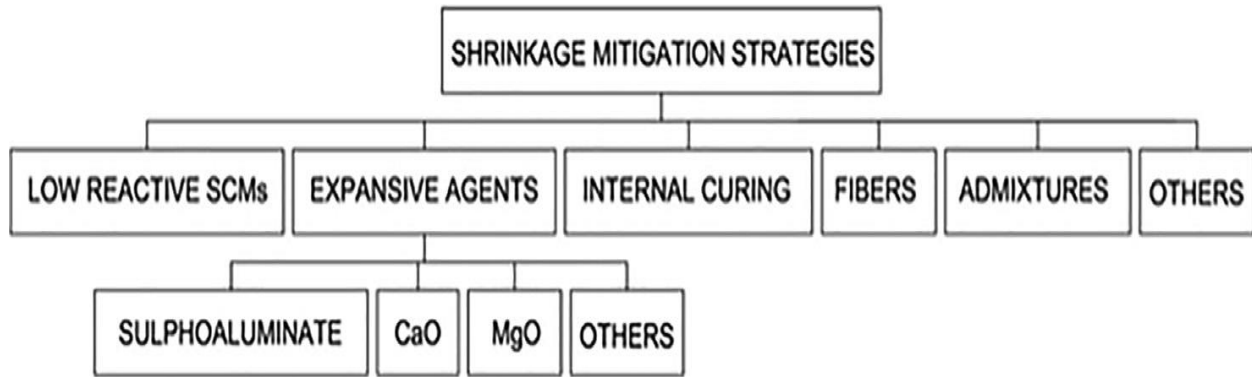 SHRINKAGE MITIGATION STRATEGIES
LOW REACTIVE SCMs
EXPANSIVE AGENTS
INTERNAL CURING
FIBERS
ADMIXTURES
OTHERS
SULPHOALUMINATE
CaO
MgO
OTHERS